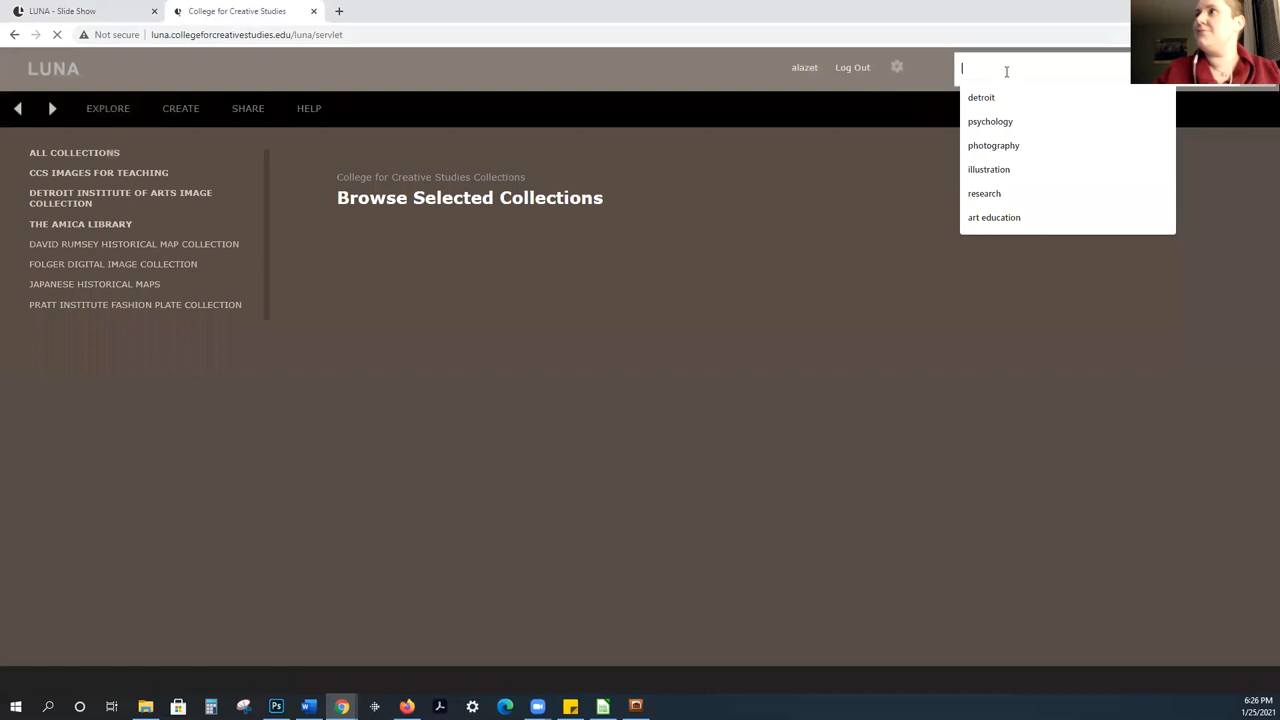 LUNA - Slide Show
College for Creative Studies
Not secure
luna.collegeforcreativestudies.edu/luna/servlet
LUNA
alazet
Log Out
EXPLORE
CREATE
SHARE
HELP
detroit
psychology
photography
illustration
research
art education
ALL COLLECTIONS
CCS IMAGES FOR TEACHING
DETROIT INSTITUTE OF ARTS IMAGE
COLLECTION
THE AMICA LIBRARY
DAVID RUMSEY HISTORICAL MAP COLLECTION
FOLGER DIGITAL IMAGE COLLECTION
JAPANESE HISTORICAL MAPS
PRATT INSTITUTE FASHION PLATE COLLECTION
College for Creative Studies Collections
Browse Selected Collections
Ps
W
6:26 PM
1/25/2021